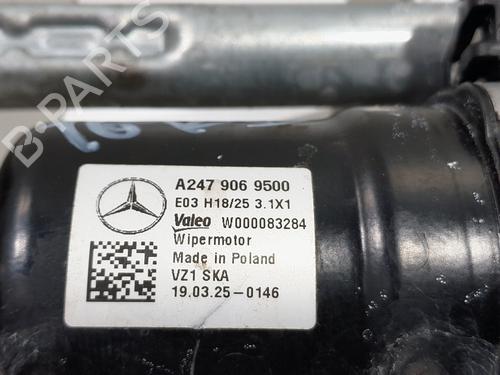 B-PARTS
A247 906 9500
E03 H18/25 3.1X1
Valeo W000083284
Wipermotor
Made in Poland
VZ1 SKA
19.03.25-0146